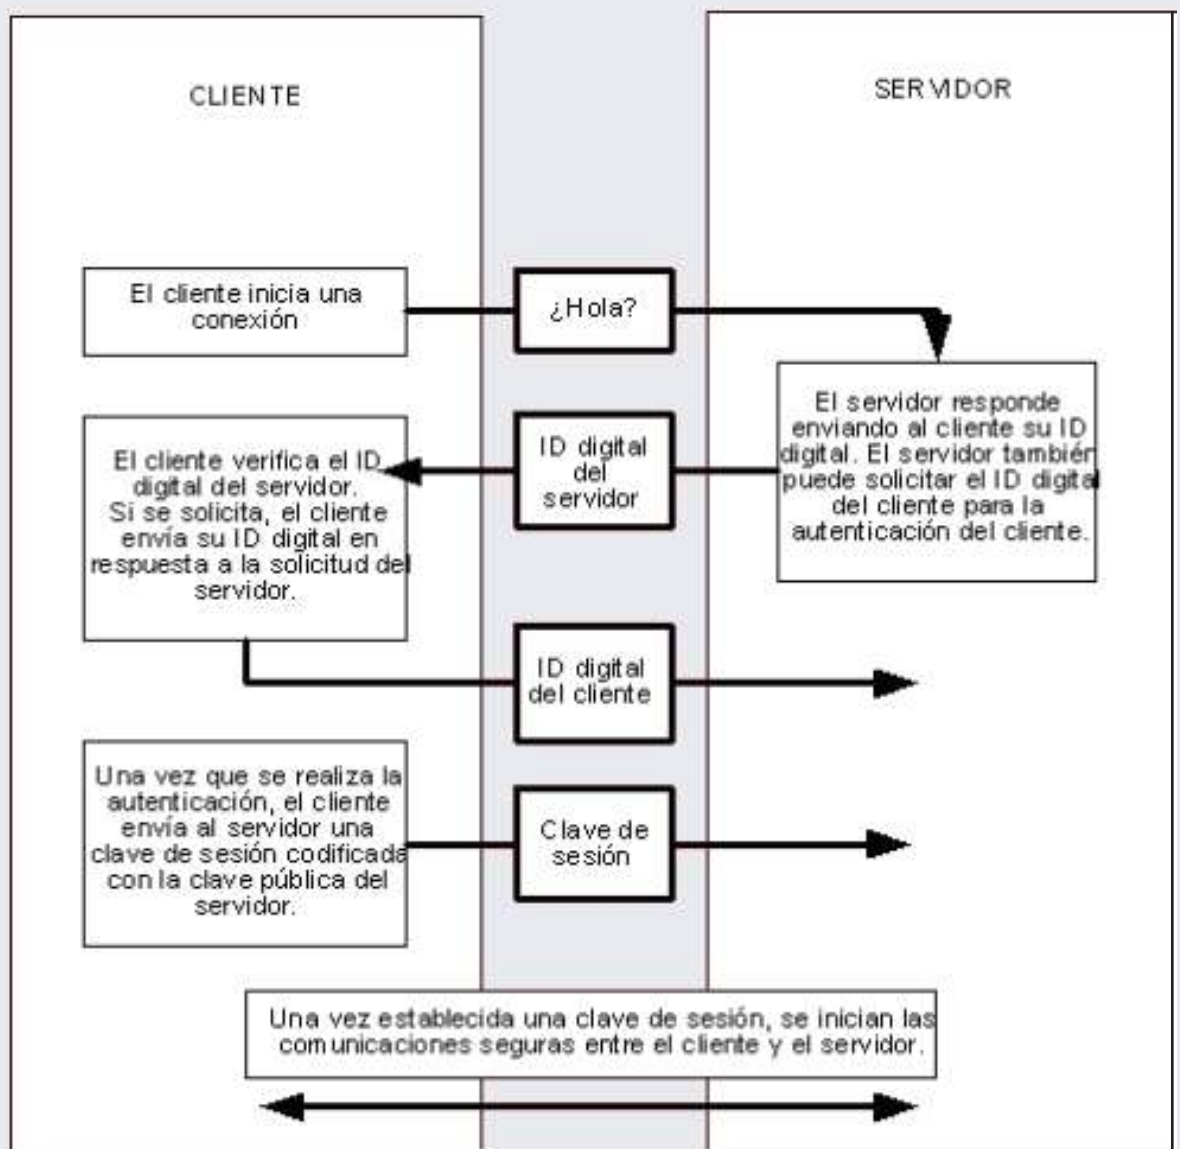 CLIENTE
SERVIDOR
El cliente inicia una
conexión
¿Hola?
El servidor responde
enviando al cliente su ID
digital. El servidor también
puede solicitar el ID digital
del cliente para la
autenticación del cliente.
ID digital
del
servidor
El cliente verifica el ID
digital del servidor.
Si se solicita, el cliente
envía su ID digital en
respuesta a la solicitud del
servidor.
ID digital
del cliente
Una vez que se realiza la
autenticación, el cliente
envía al servidor una
clave de sesión codificada
con la clave pública del
servidor.
Clave de
sesión
Una vez establecida una clave de sesión, se inician las
comunicaciones seguras entre el cliente y el servidor.